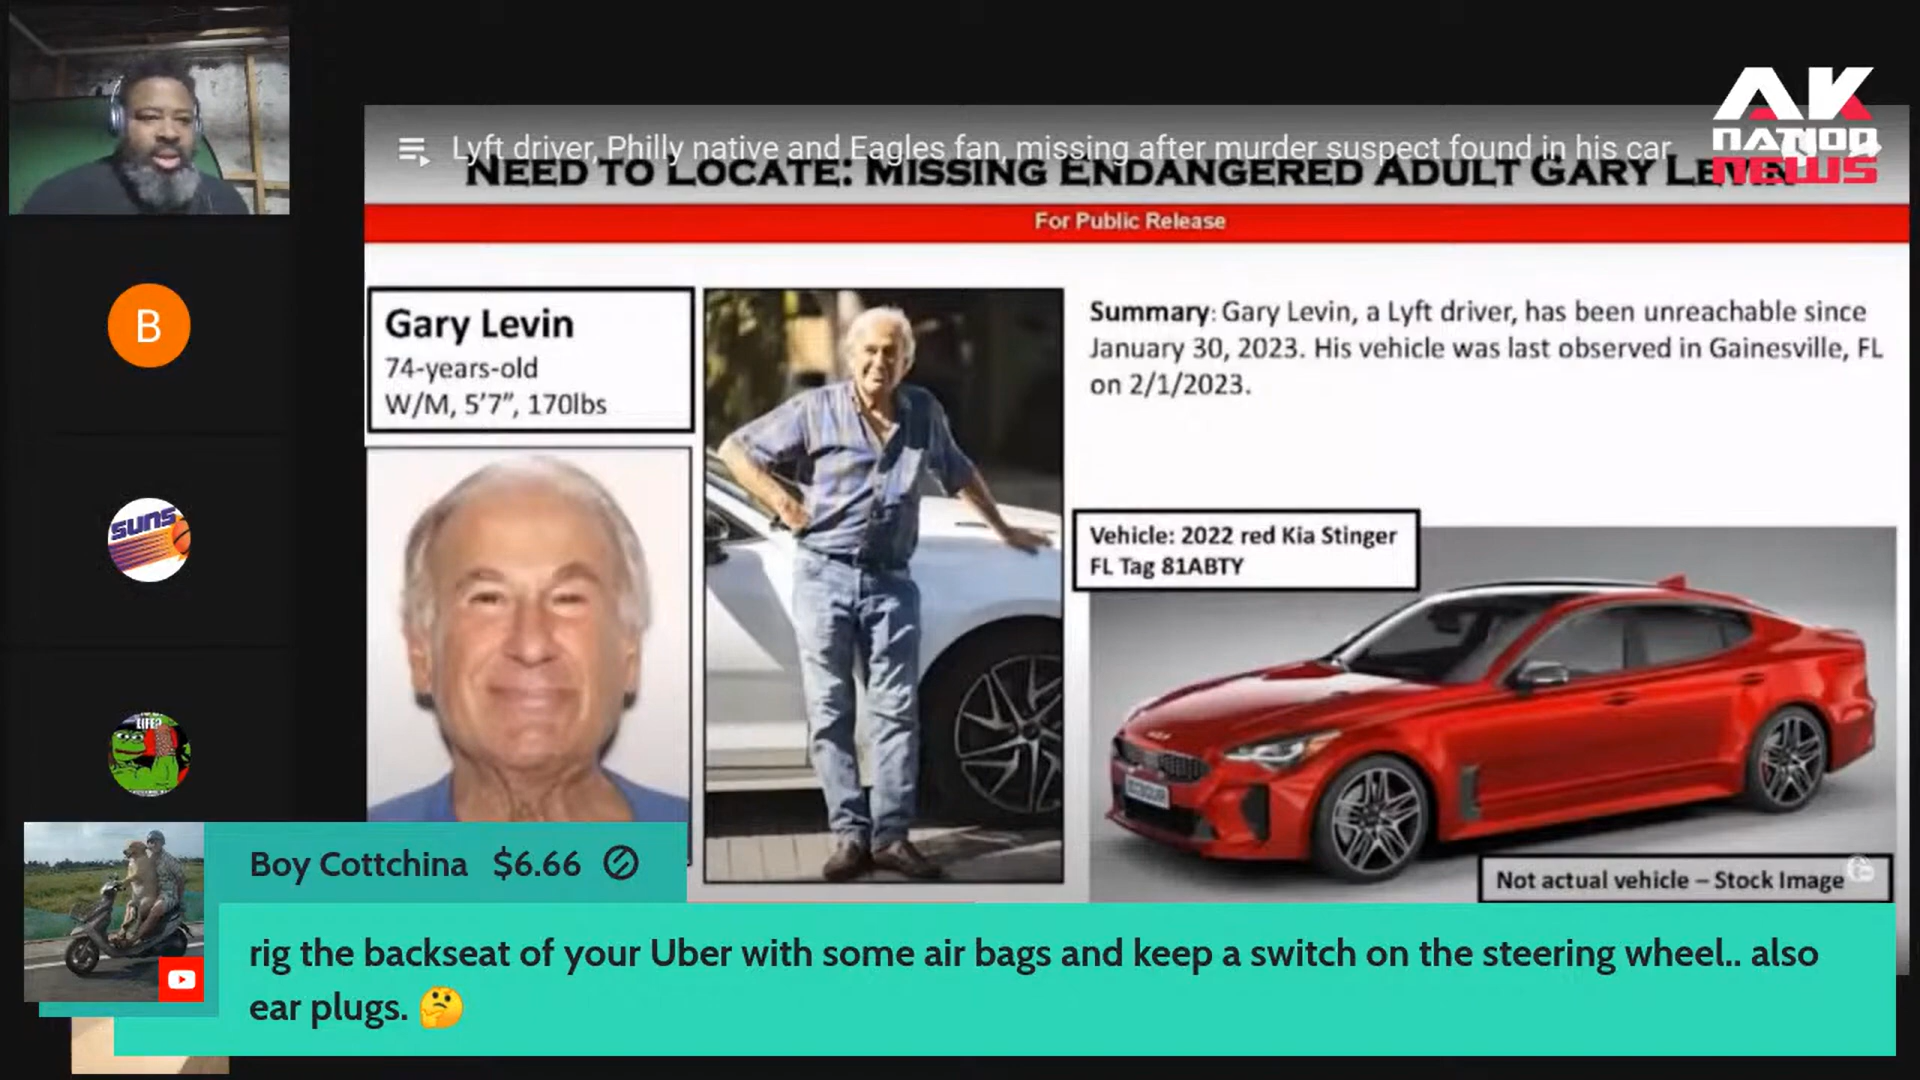 AK
NATION
NEWS
Lyft driver, Philly native and Eagles fan, missing after murder suspect found in his car
NEED TO LOCATE: MISSING ENDANGERED ADULT GARY LEVIN
For Public Release
Gary Levin
74-years-old
W/M, 5'7", 170lbs
Summary: Gary Levin, a Lyft driver, has been unreachable since
January 30, 2023. His vehicle was last observed in Gainesville, FL
on 2/1/2023.
Vehicle: 2022 red Kia Stinger
FL Tag 81ABTY
Not actual vehicle – Stock Image
B
SUNS
LIFE?
Boy Cottchina $6.66
rig the backseat of your Uber with some air bags and keep a switch on the steering wheel.. also
ear plugs. 🤔